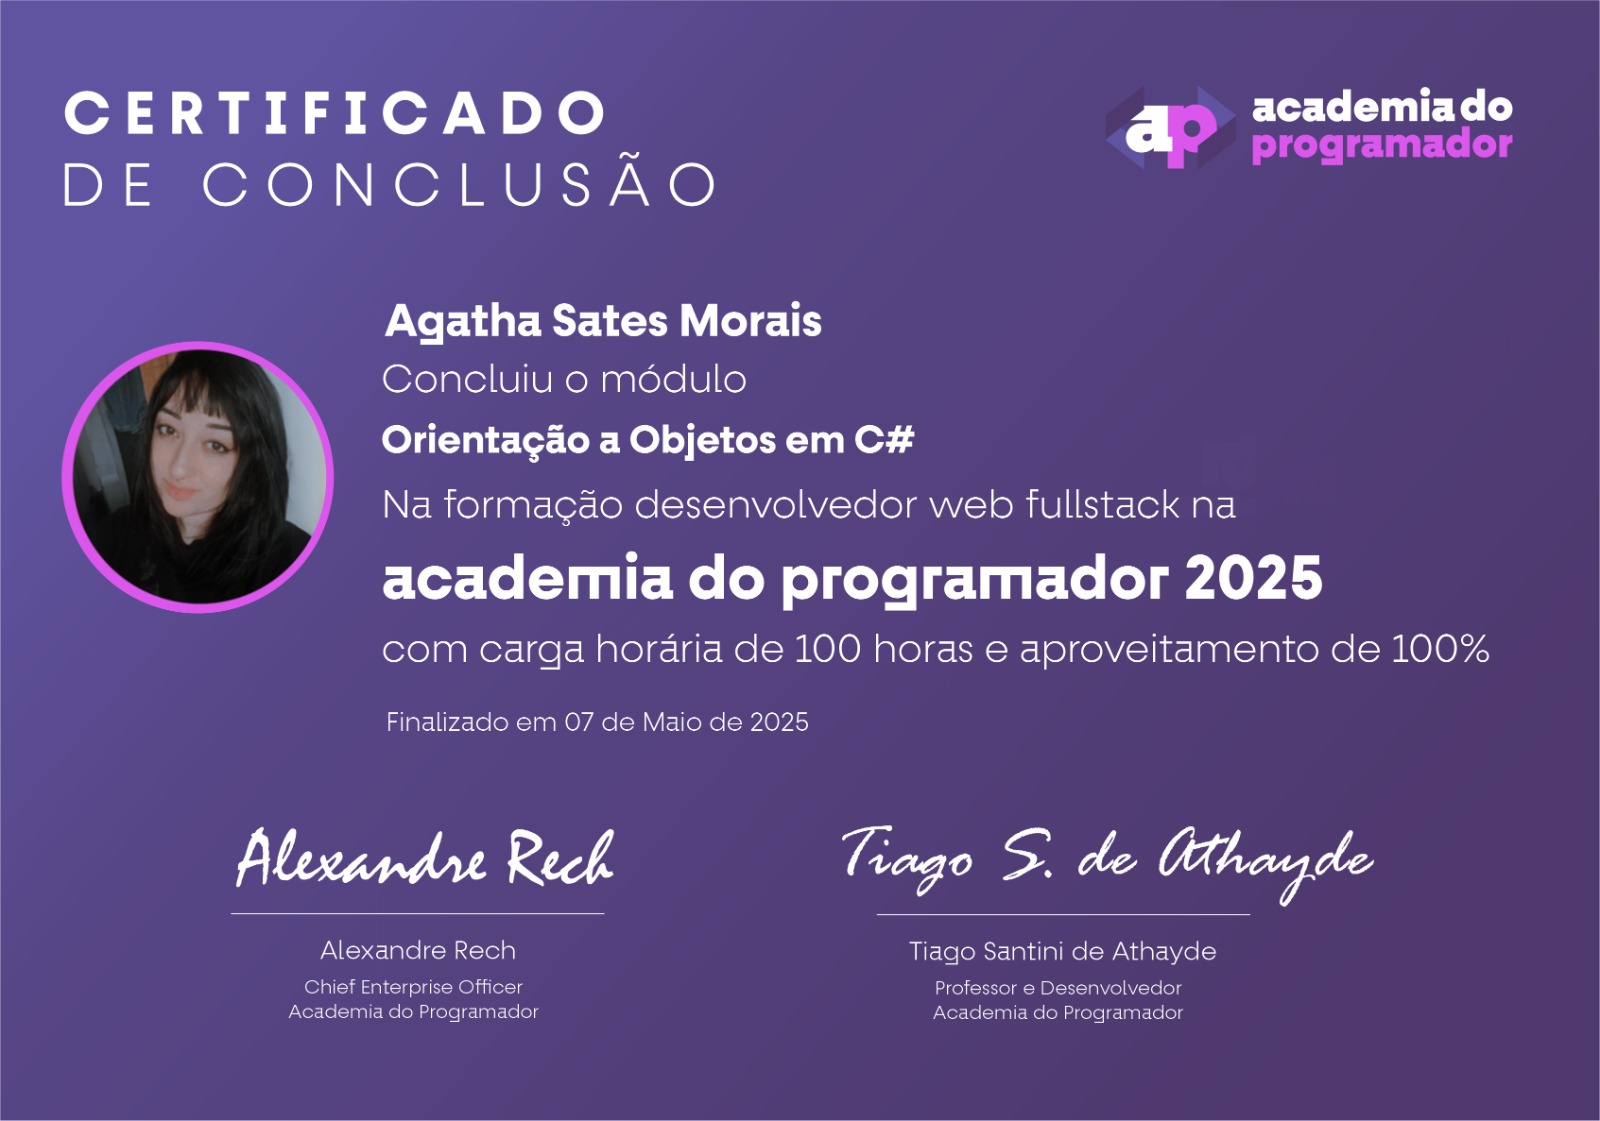 CERTIFICADO
DE CONCLUSÃO
ap
academia do
programador
Agatha Sates Morais
Concluiu o módulo
Orientação a Objetos em C#
Na formação desenvolvedor web fullstack na
academia do programador 2025
com carga horária de 100 horas e aproveitamento de 100%
Finalizado em 07 de Maio de 2025
Alexandre Rech
Tiago S. de Athayde
Alexandre Rech
Chief Enterprise Officer
Academia do Programador
Tiago Santini de Athayde
Professor e Desenvolvedor
Academia do Programador